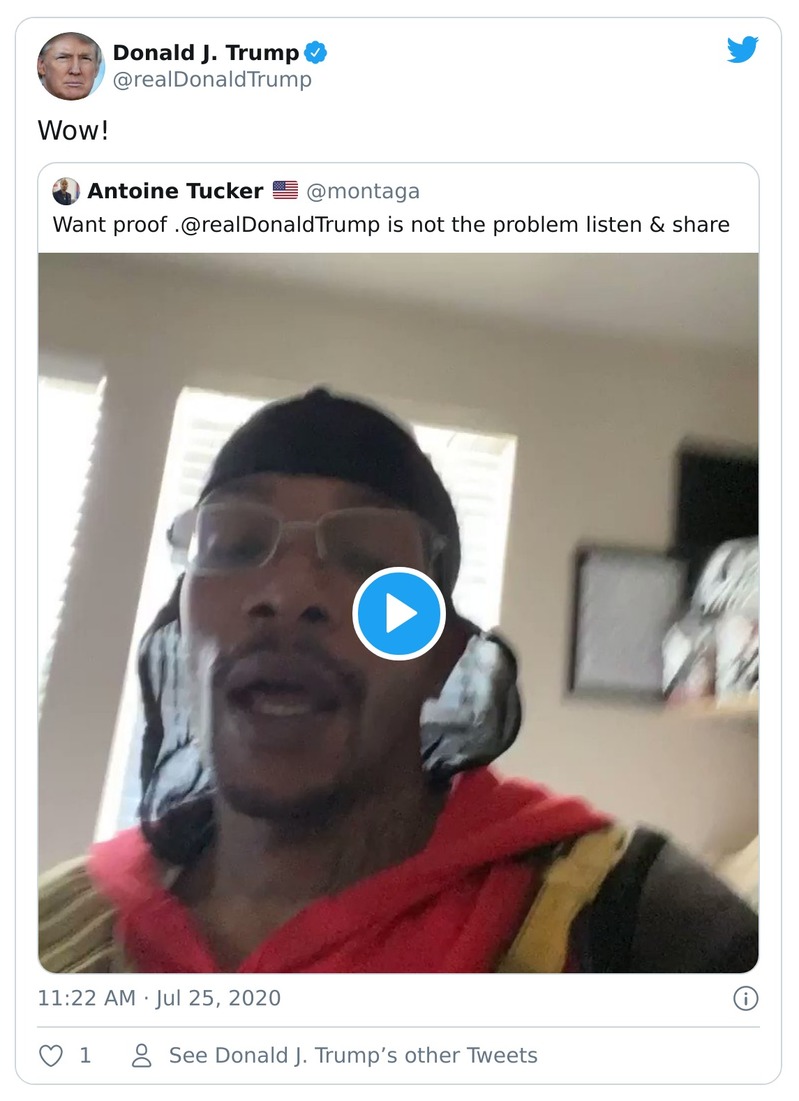 Donald J. Trump
@realDonaldTrump
Wow!
Antoine Tucker 🇺🇸 @montaga
Want proof .@realDonaldTrump is not the problem listen & share
11:22 AM · Jul 25, 2020
1 See Donald J. Trump’s other Tweets